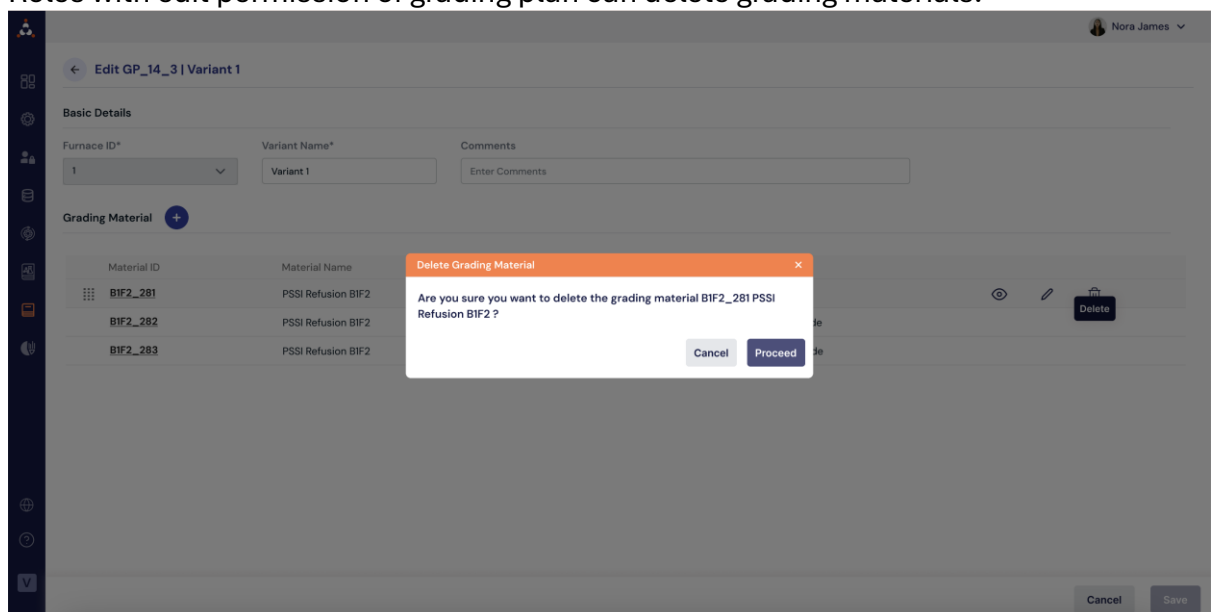 Roles with edit permission of grading plan can delete grading materials.
Nora James
Edit GP_14_3 | Variant 1
Basic Details
Furnace ID* Variant Name* Comments
1 Variant 1 Enter Comments
Grading Material
Material ID Material Name
Delete Grading Material
B1F2_281 PSSI Refusion B1F2
Are you sure you want to delete the grading material B1F2_281 PSSI
Refusion B1F2 ?
Delete
B1F2_282 PSSI Refusion B1F2 de
B1F2_283 PSSI Refusion B1F2 de
Cancel Proceed
V
Cancel Save